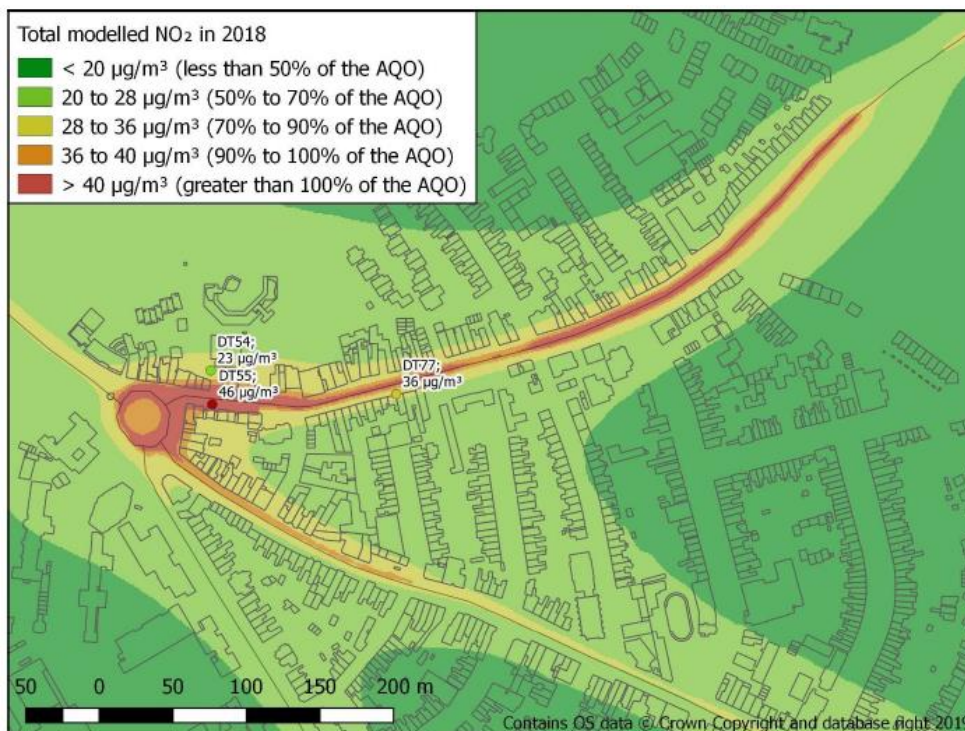 Total modelled NO₂ in 2018
< 20 µg/m³ (less than 50% of the AQO)
20 to 28 µg/m³ (50% to 70% of the AQO)
28 to 36 µg/m³ (70% to 90% of the AQO)
36 to 40 µg/m³ (90% to 100% of the AQO)
> 40 µg/m³ (greater than 100% of the AQO)
DT54;
23 µg/m³
DT55;
46 µg/m³
DT77;
36 µg/m³
50 0 50 100 150 200 m
Contains OS data © Crown Copyright and database right 2019